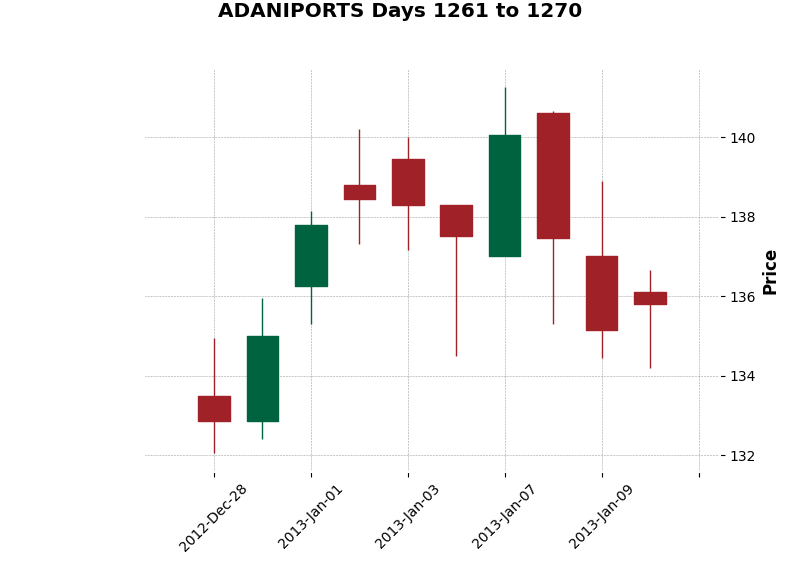 ADANIPORTS Days 1261 to 1270
140
138
136
134
132
Price
2012-Dec-28
2013-Jan-01
2013-Jan-03
2013-Jan-07
2013-Jan-09